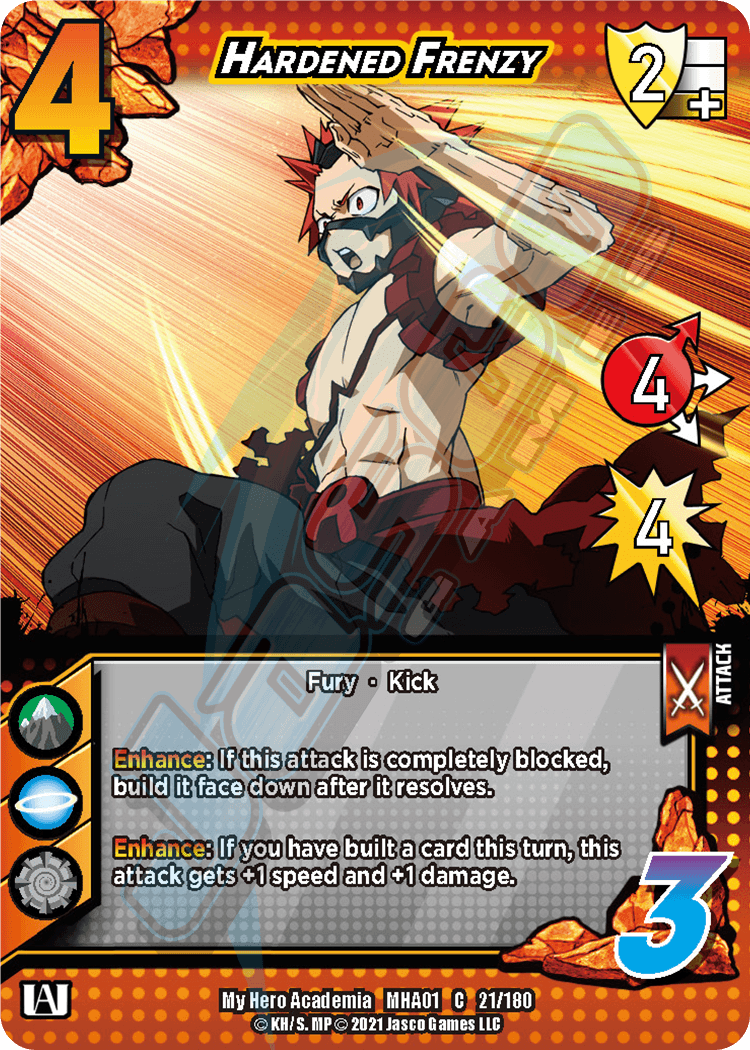 4
HARDENED FRENZY
2
+
4
4
ATTACK
Fury • Kick
Enhance: If this attack is completely blocked,
build it face down after it resolves.
Enhance: If you have built a card this turn, this
attack gets +1 speed and +1 damage.
3
UA
My Hero Academia MHA01 C 21/180
© KH/S. MP © 2021 Jasco Games LLC
R